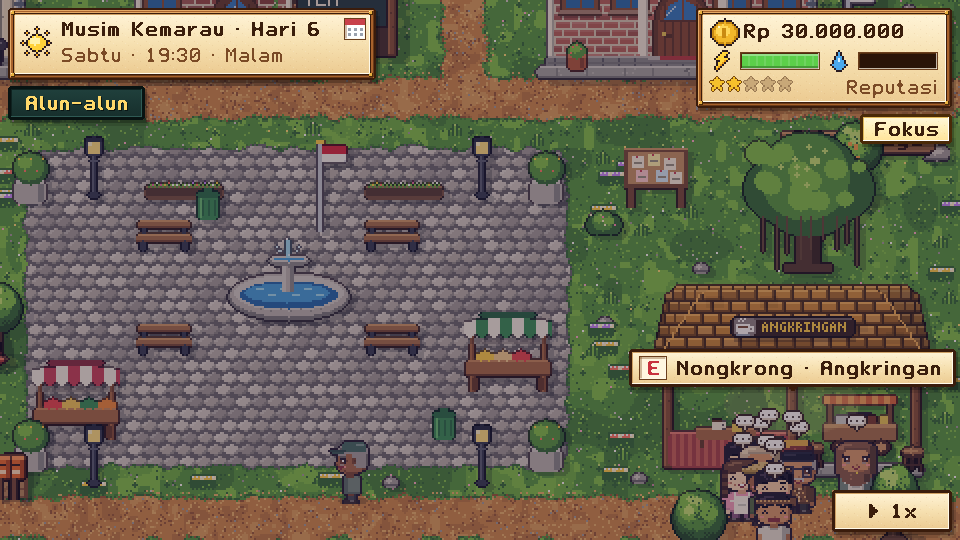 Musim Kemarau · Hari 6
Sabtu · 19:30 · Malam
Rp 30.000.000
Reputasi
Alun-alun
Fokus
ANGKRINGAN
E Nongkrong · Angkringan
1x